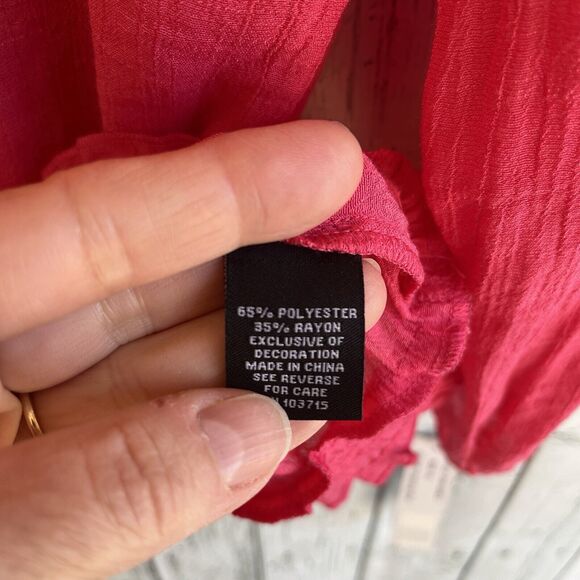 65% POLYESTER
35% RAYON
EXCLUSIVE OF
DECORATION
MADE IN CHINA
SEE REVERSE
FOR CARE
103715